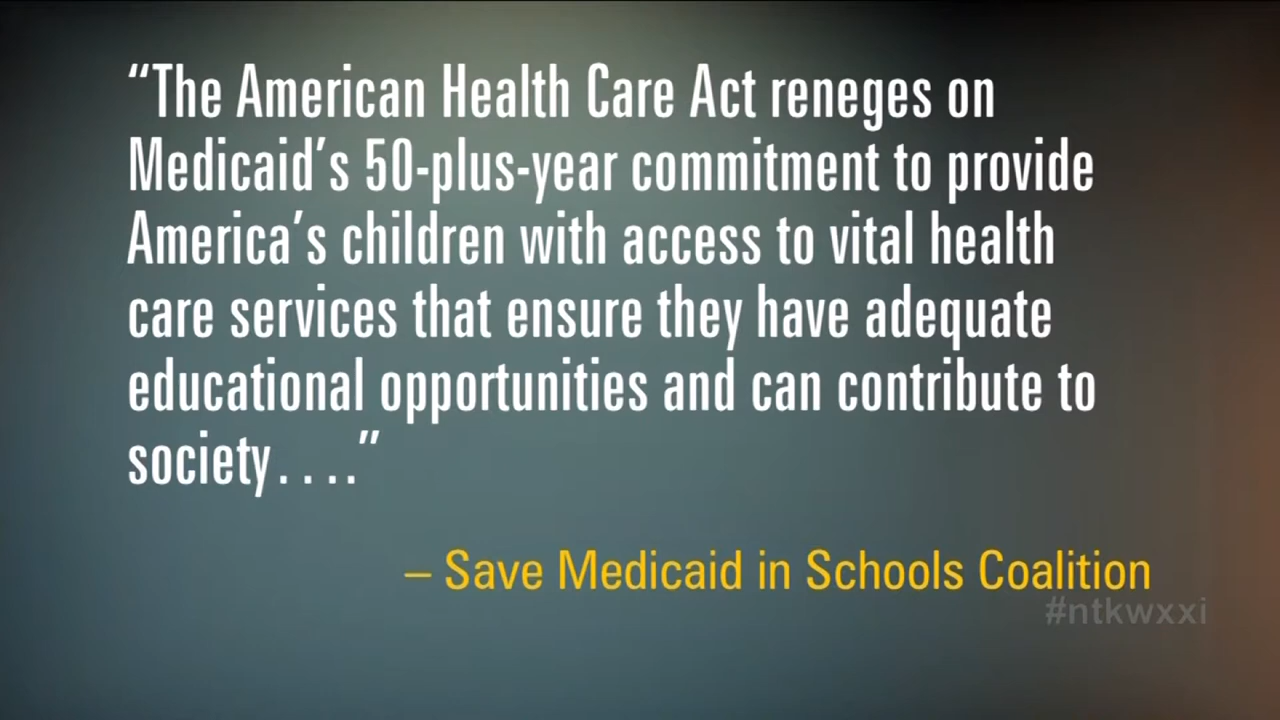 “The American Health Care Act reneges on
Medicaid’s 50-plus-year commitment to provide
America’s children with access to vital health
care services that ensure they have adequate
educational opportunities and can contribute to
society....”
– Save Medicaid in Schools Coalition
#ntkwxxi